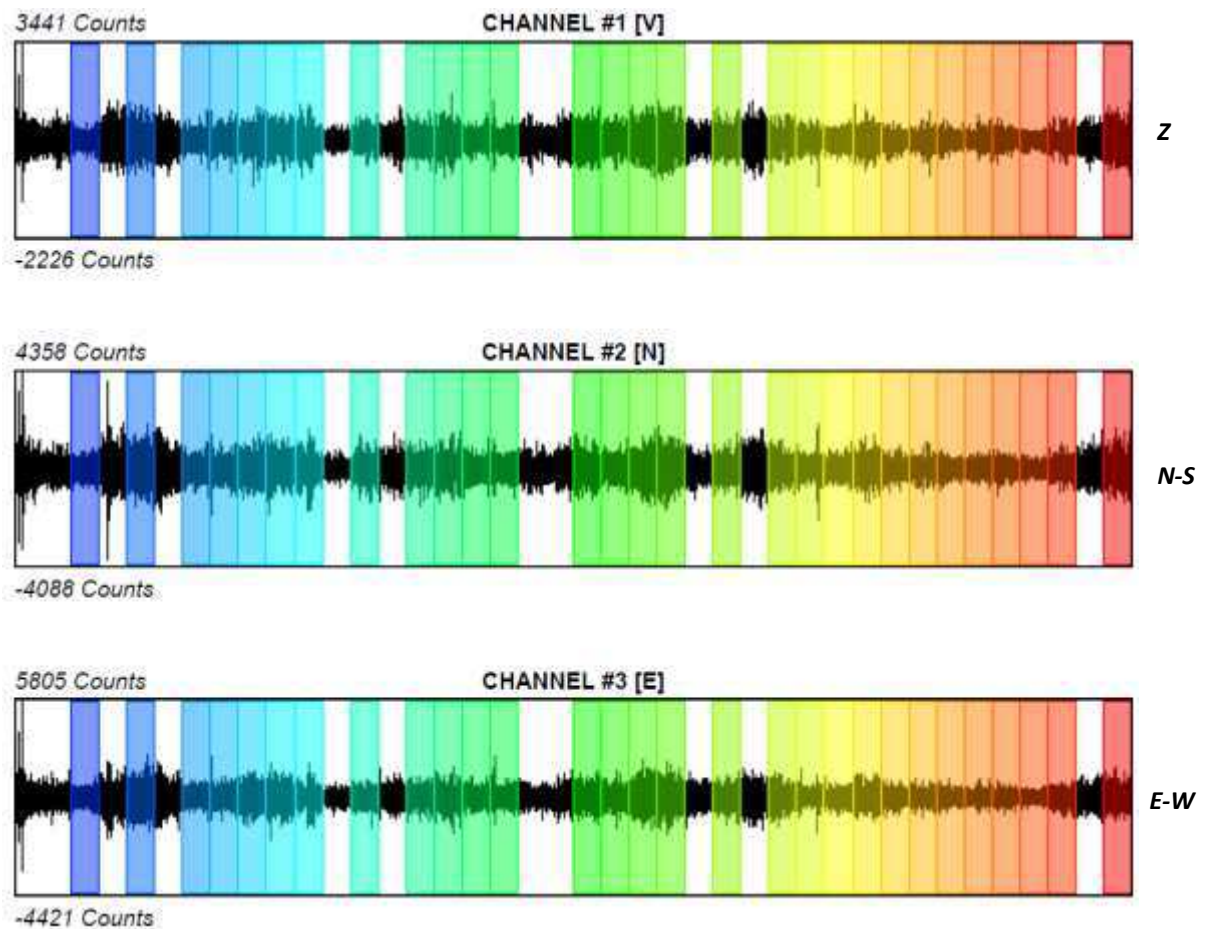 3441 Counts
CHANNEL #1 [V]
Z
-2226 Counts
4358 Counts
CHANNEL #2 [N]
N-S
-4088 Counts
5805 Counts
CHANNEL #3 [E]
E-W
-4421 Counts